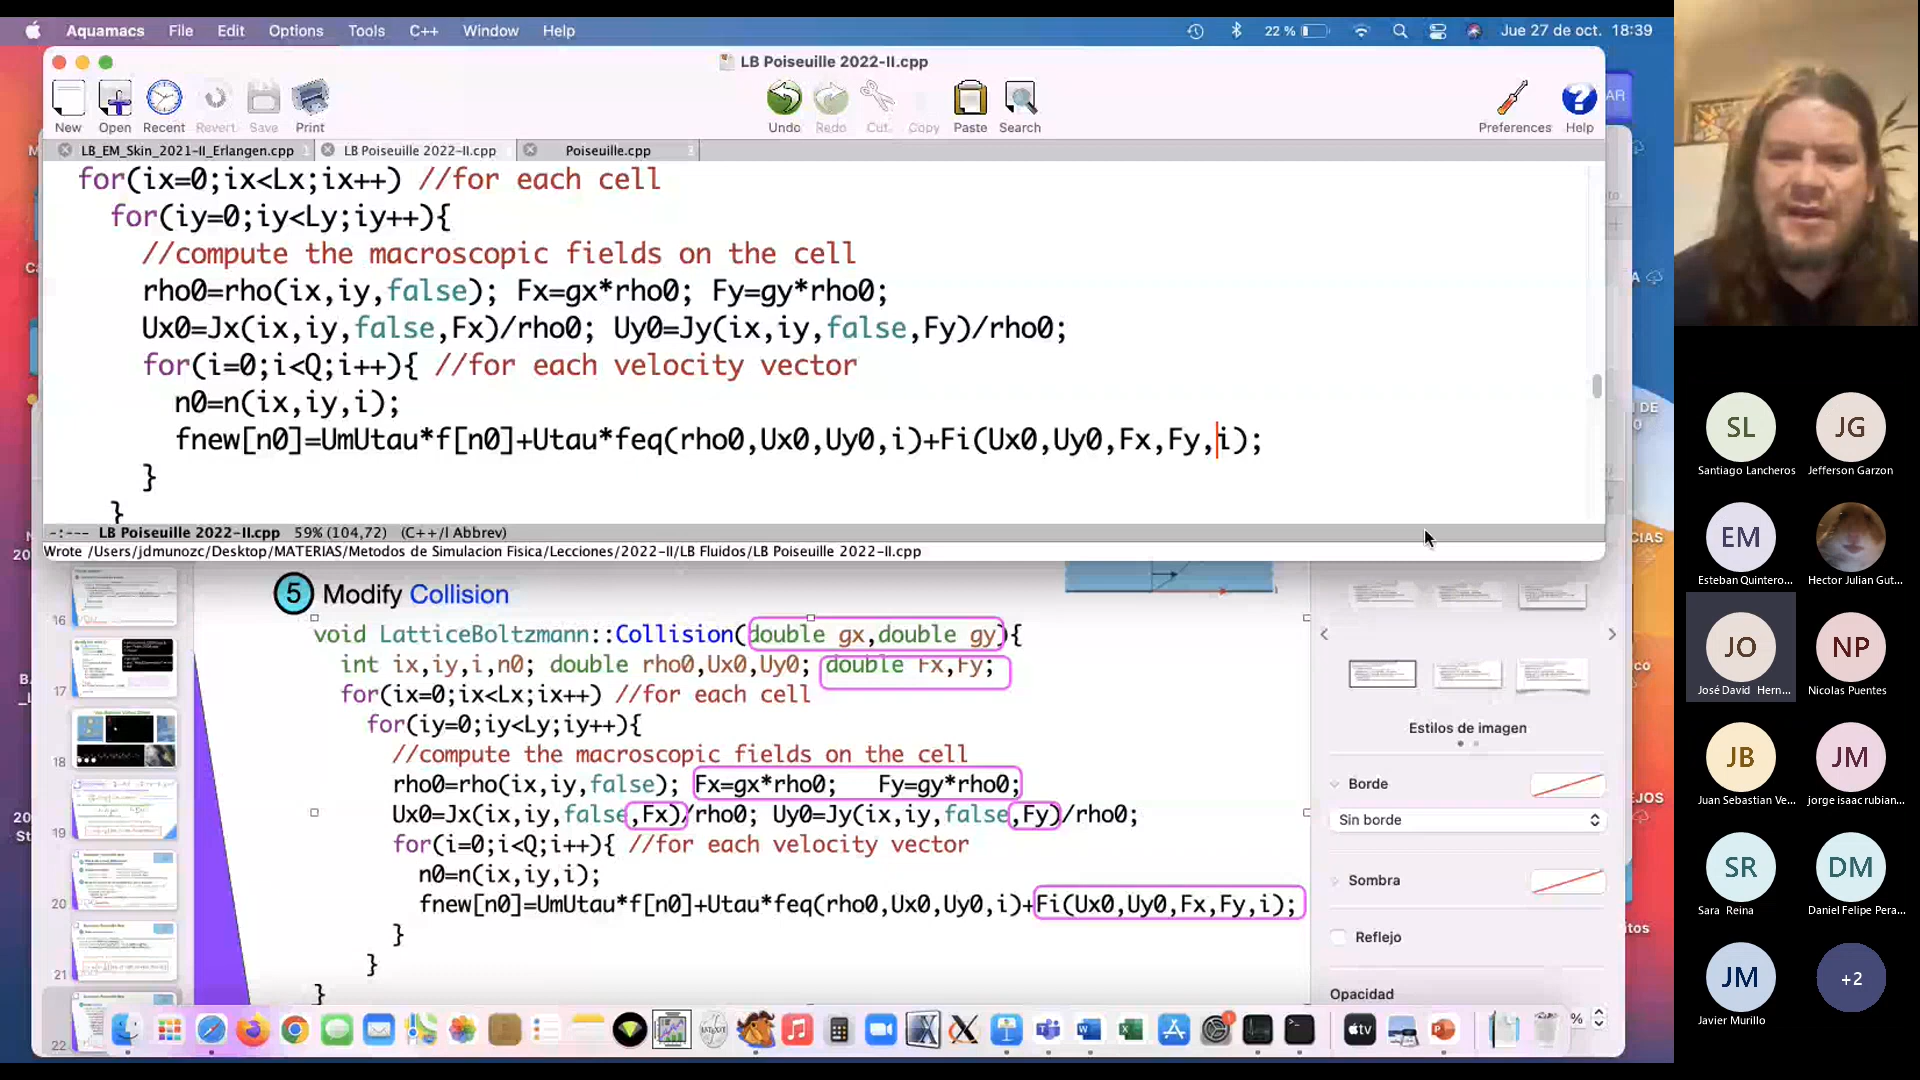 Aquamacs File Edit Options Tools C++ Window Help
22 % Jue 27 de oct. 18:39
LB Poiseuille 2022-II.cpp
New Open Recent Revert Save Print Undo Redo Cut Copy Paste Search Preferences Help
LB_EM_Skin_2021-II_Erlangen.cpp LB Poiseuille 2022-II.cpp Poiseuille.cpp
for(ix=0;ix<Lx;ix++) //for each cell
for(iy=0;iy<Ly;iy++){
//compute the macroscopic fields on the cell
rho0=rho(ix,iy,false); Fx=gx*rho0; Fy=gy*rho0;
Ux0=Jx(ix,iy,false,Fx)/rho0; Uy0=Jy(ix,iy,false,Fy)/rho0;
for(i=0;i<Q;i++){ //for each velocity vector
n0=n(ix,iy,i);
fnew[n0]=UmUtau*f[n0]+Utau*feq(rho0,Ux0,Uy0,i)+Fi(Ux0,Uy0,Fx,Fy,i);
}
}
-:--- LB Poiseuille 2022-II.cpp 59% (104,72) (C++/l Abbrev)
Wrote /Users/jdmunozc/Desktop/MATERIAS/Metodos de Simulacion Fisica/Lecciones/2022-II/LB Fluidos/LB Poiseuille 2022-II.cpp
5 Modify Collision
void LatticeBoltzmann::Collision(double gx,double gy){
int ix,iy,i,n0; double rho0,Ux0,Uy0; double Fx,Fy;
for(ix=0;ix<Lx;ix++) //for each cell
for(iy=0;iy<Ly;iy++){
//compute the macroscopic fields on the cell
rho0=rho(ix,iy,false); Fx=gx*rho0; Fy=gy*rho0;
Ux0=Jx(ix,iy,false,Fx)/rho0; Uy0=Jy(ix,iy,false,Fy)/rho0;
for(i=0;i<Q;i++){ //for each velocity vector
n0=n(ix,iy,i);
fnew[n0]=UmUtau*f[n0]+Utau*feq(rho0,Ux0,Uy0,i)+Fi(Ux0,Uy0,Fx,Fy,i);
}
}
}
16
17
18
19
20
21
22
Estilos de imagen
Borde
Sin borde
Sombra
Reflejo
Opacidad
%
SL JG
Santiago Lancheros Jefferson Garzon
EM
Esteban Quintero... Hector Julian Gut...
JO NP
José David Hern... Nicolas Puentes
JB JM
Juan Sebastian Ve... jorge isaac rubian...
SR DM
Sara Reina Daniel Felipe Pera...
JM +2
Javier Murillo